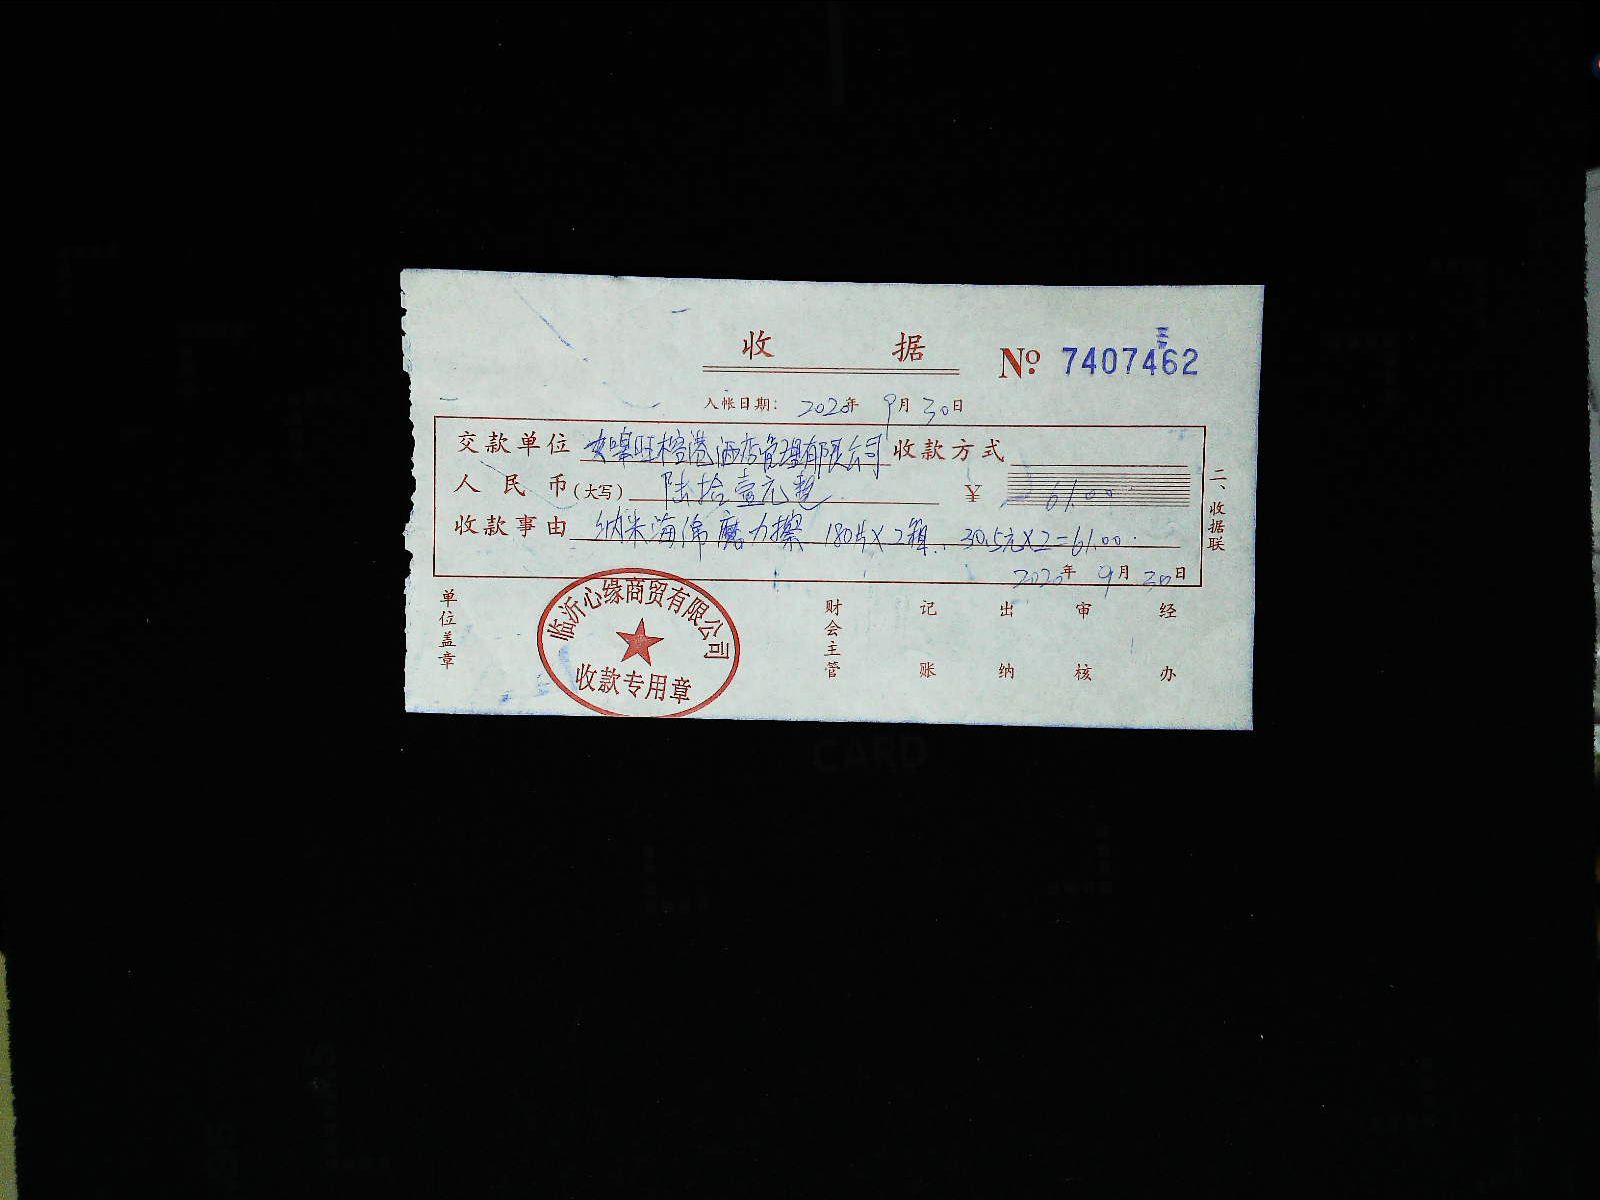 收 据
№ 7407462
入帐日期： 2020年 9月 30日
交款单位 旺榕港酒店管理有限公司 收款方式
人民币（大写） 陆拾壹元整 ￥ 61.00
收款事由 纳米海绵魔力擦 180片×2箱， 30.5元×2=61.00
2020年 9月 30日
二、收据联
单位盖章
临沂心缘商贸有限公司
收款专用章
财会主管 记账 出纳 审核 经办
CARD